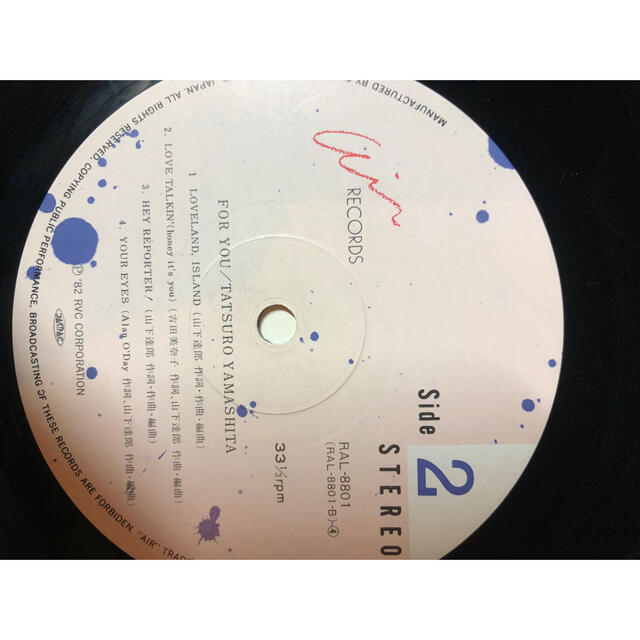 Air
RECORDS
Side 2
STEREO
RAL-8801
(RAL-8801-B)-④
33⅓rpm
FOR YOU/TATSURO YAMASHITA
1 LOVELAND, ISLAND (山下達郎 作詞・作曲・編曲)
2. LOVE TALKIN' (honey it's you) (吉田美奈子 作詞、山下達郎 作曲・編曲)
3. HEY REPORTER! (山下達郎 作詞・作曲・編曲)
4. YOUR EYES (Alan O'Day 作詞、山下達郎 作曲・編曲)
Ⓟ '82 RVC CORPORATION
JASRAC
MANUFACTURED BY
JAPAN. ALL RIGHTS RESERVED, COPYING PUBLIC PERFORMANCE, BROADCASTING OF THESE RECORDS ARE FORBIDEN. "AIR" TRAD